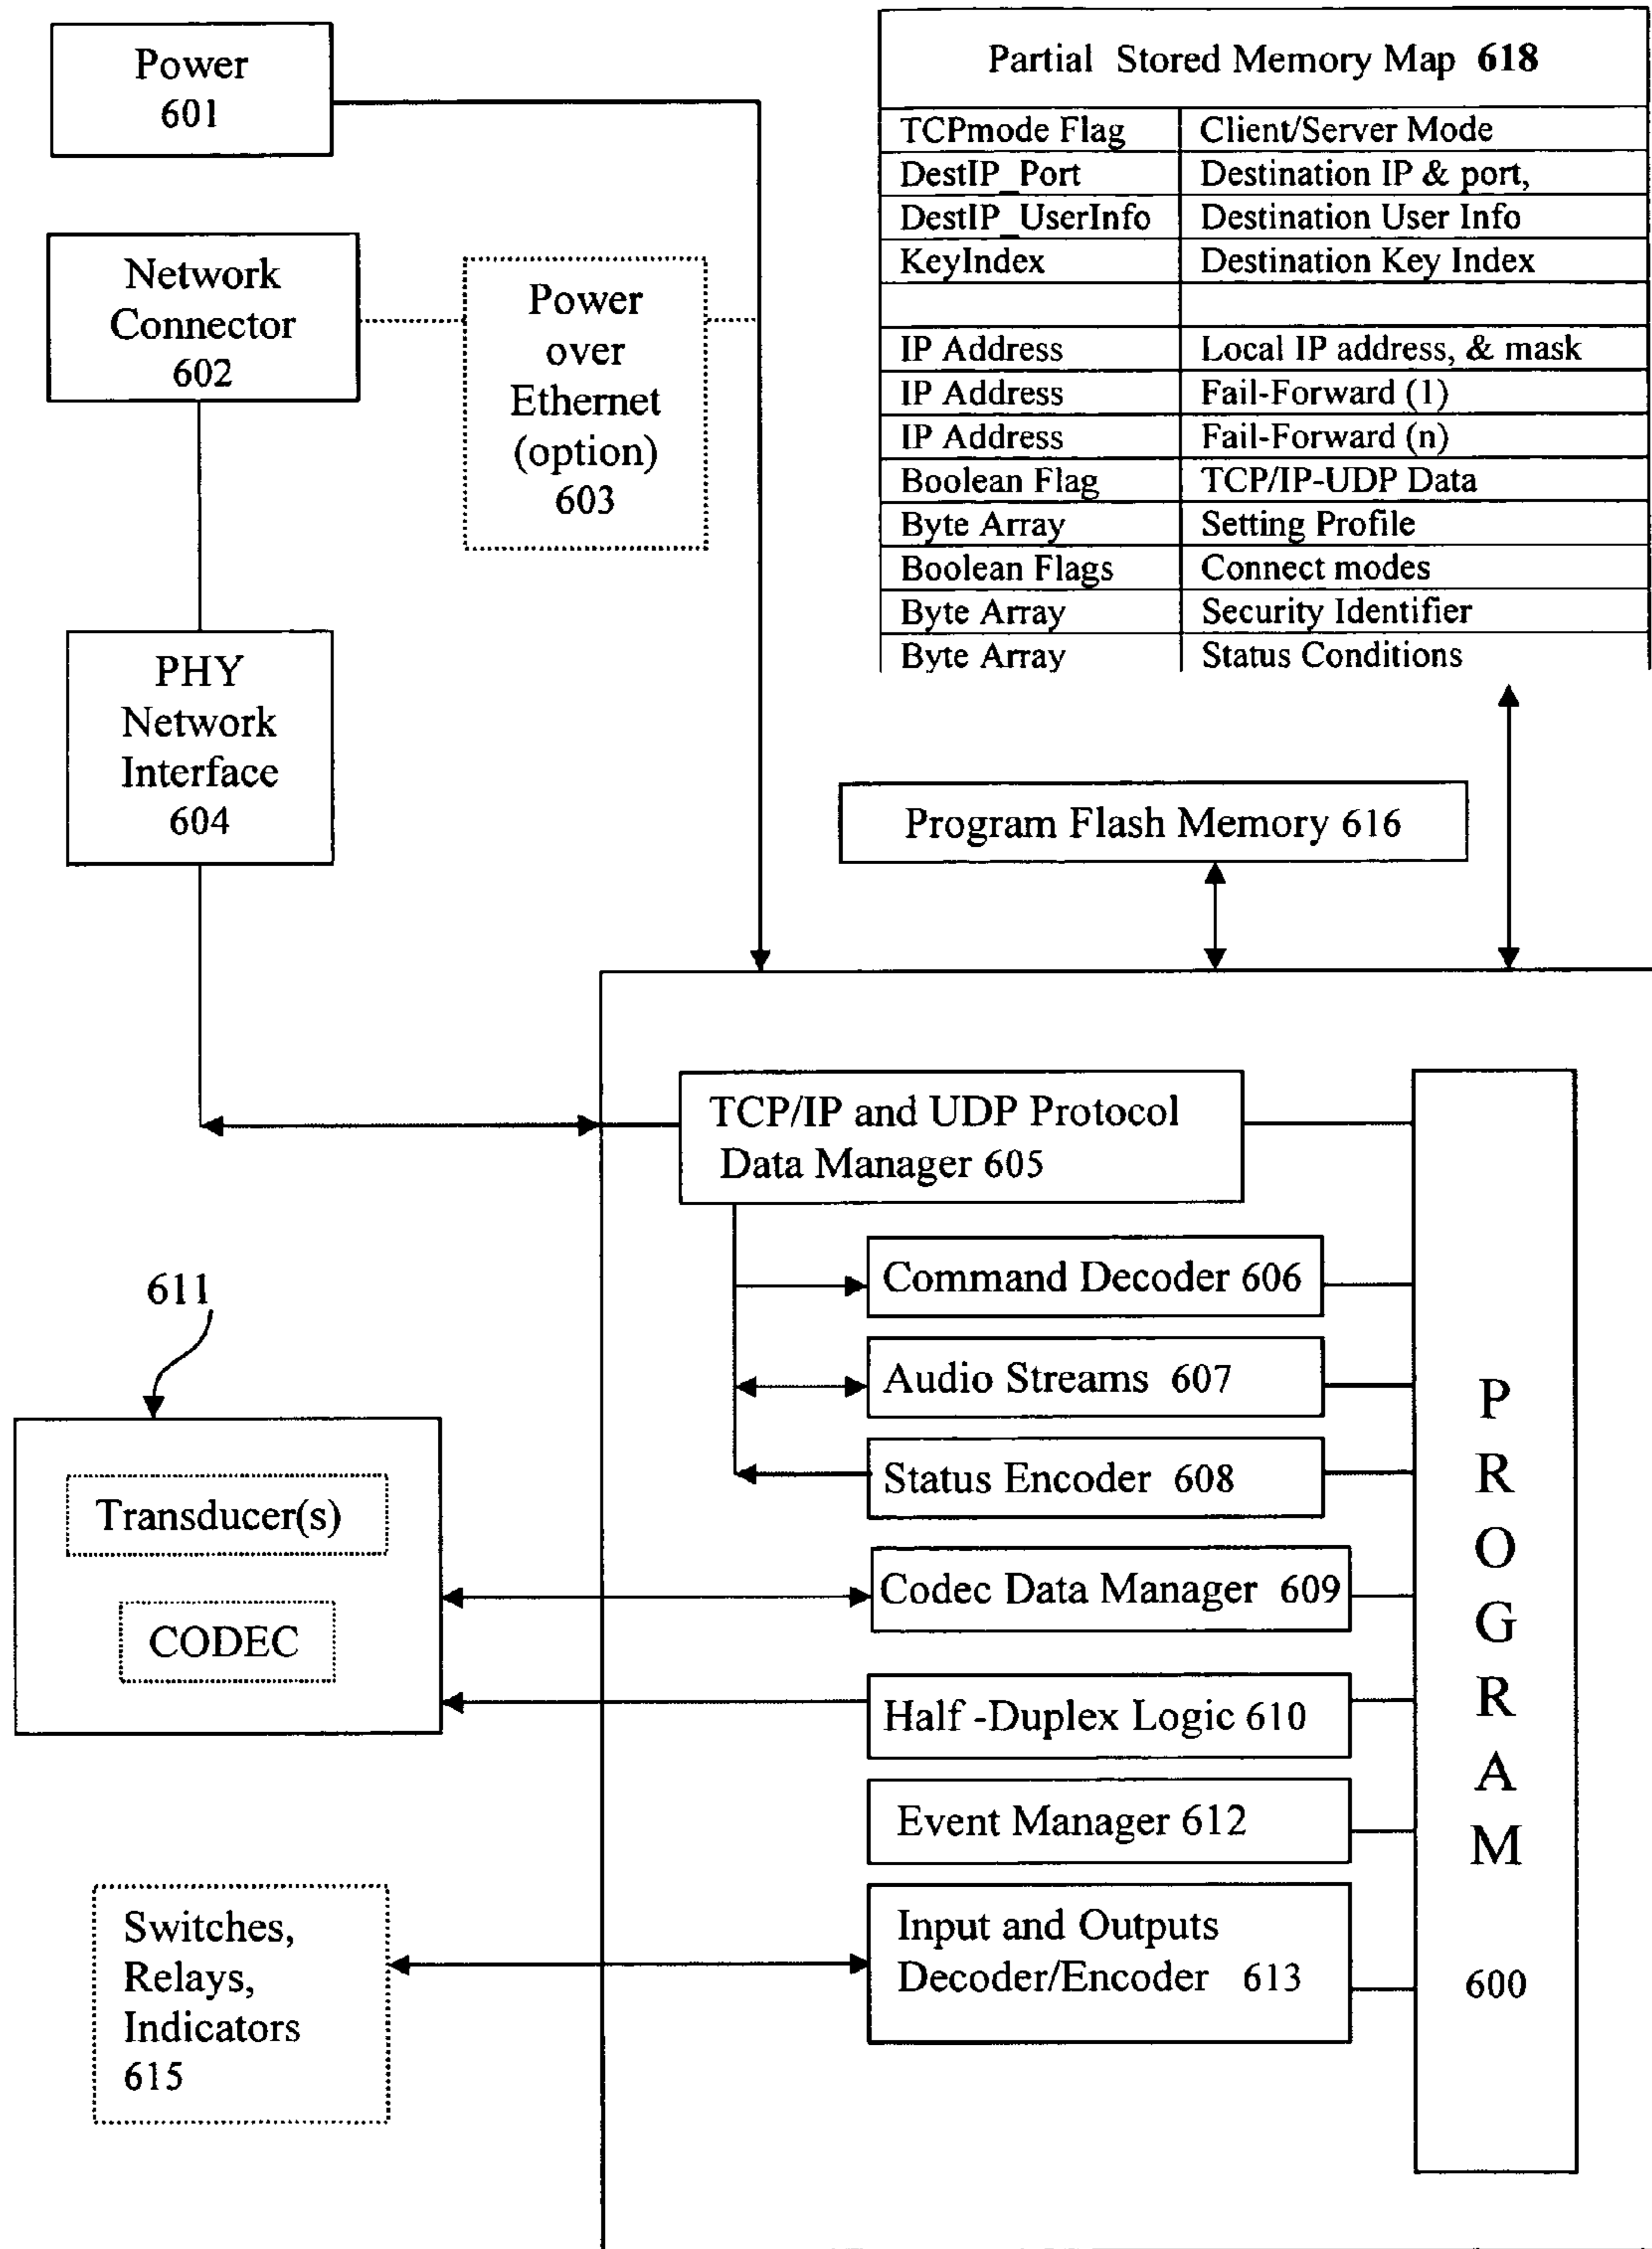 Power
601
Network
Connector
602
Power
over
Ethernet
(option)
603
PHY
Network
Interface
604
Partial Stored Memory Map 618
TCPmode Flag Client/Server Mode
DestIP_Port Destination IP & port,
DestIP_UserInfo Destination User Info
KeyIndex Destination Key Index
IP Address Local IP address, & mask
IP Address Fail-Forward (1)
IP Address Fail-Forward (n)
Boolean Flag TCP/IP-UDP Data
Byte Array Setting Profile
Boolean Flags Connect modes
Byte Array Security Identifier
Byte Array Status Conditions
Program Flash Memory 616
TCP/IP and UDP Protocol
Data Manager 605
Command Decoder 606
Audio Streams 607
Status Encoder 608
Codec Data Manager 609
Half -Duplex Logic 610
Event Manager 612
Input and Outputs
Decoder/Encoder 613
P
R
O
G
R
A
M
600
611
Transducer(s)
CODEC
Switches,
Relays,
Indicators
615